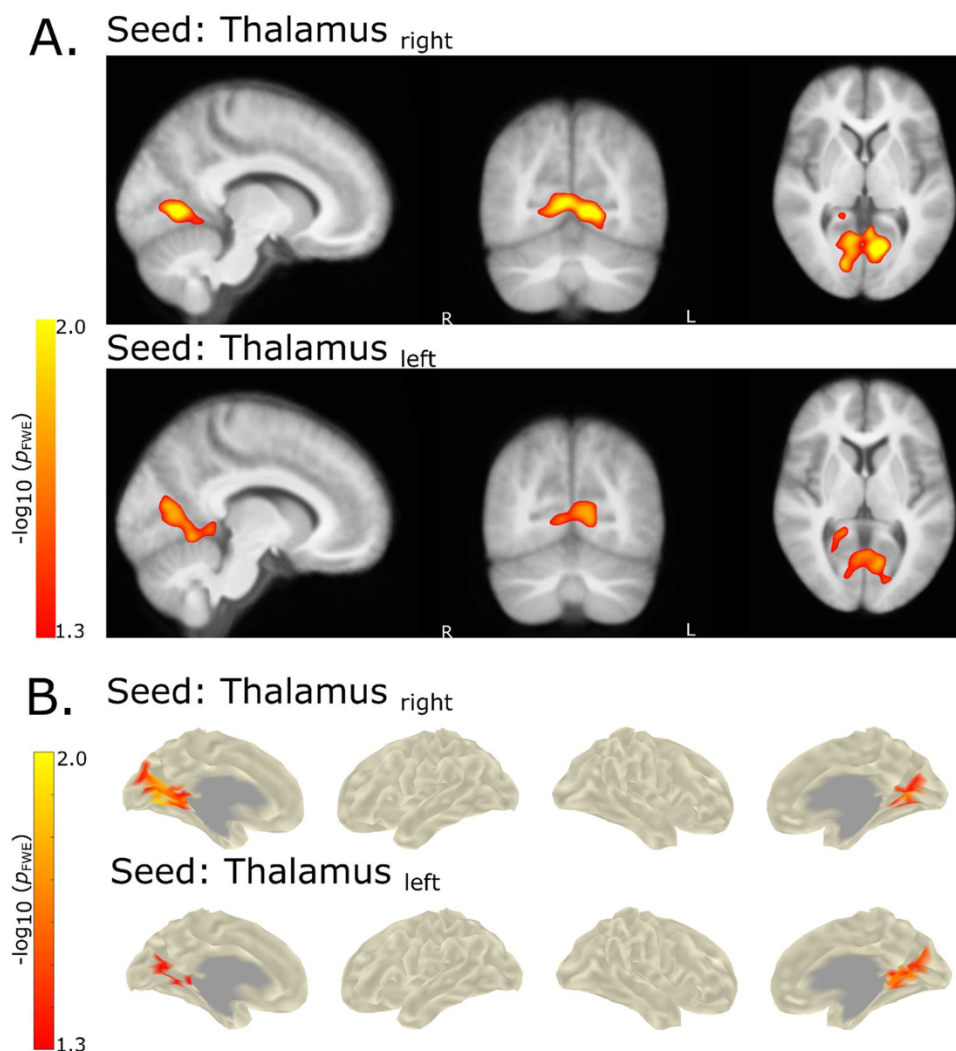 A.
Seed: Thalamus right
R
L
Seed: Thalamus left
R
L
2.0
-log10 (pFWE)
1.3
B.
Seed: Thalamus right
Seed: Thalamus left
2.0
-log10 (pFWE)
1.3